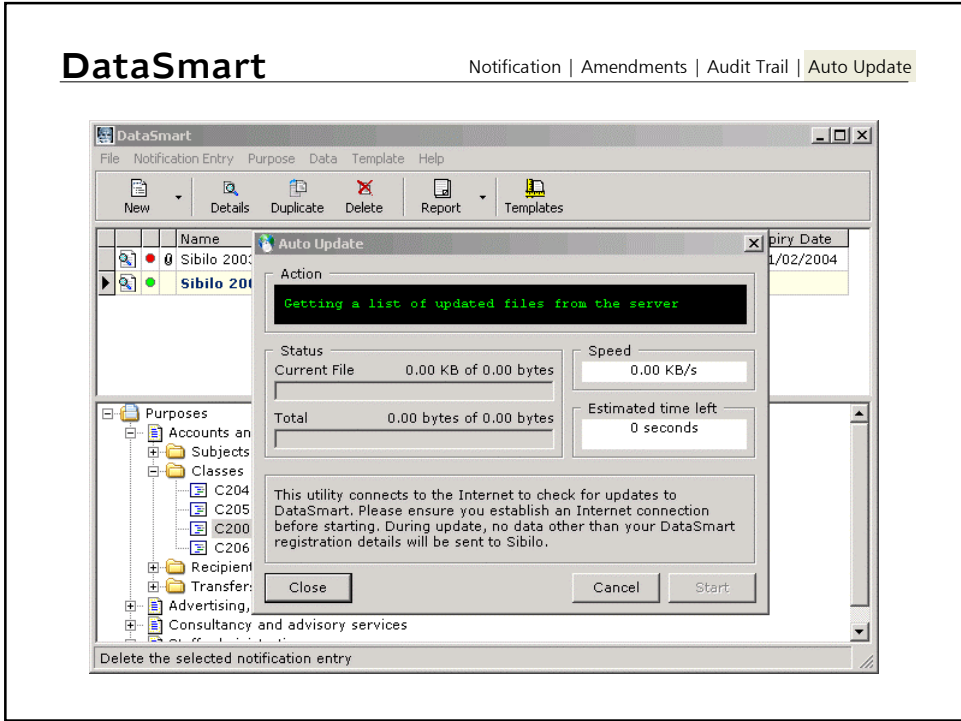 DataSmart
Notification | Amendments | Audit Trail | Auto Update
DataSmart
File Notification Entry Purpose Data Template Help
New Details Duplicate Delete Report Templates
Name
piry Date
Sibilo 2003
1/02/2004
Sibilo 200
Auto Update
Action
Getting a list of updated files from the server
Status
Current File 0.00 KB of 0.00 bytes
Total 0.00 bytes of 0.00 bytes
Speed
0.00 KB/s
Estimated time left
0 seconds
This utility connects to the Internet to check for updates to
DataSmart. Please ensure you establish an Internet connection
before starting. During update, no data other than your DataSmart
registration details will be sent to Sibilo.
Close Cancel Start
Purposes
Accounts an
Subjects
Classes
C204
C205
C200
C206
Recipient
Transfer
Advertising,
Consultancy and advisory services
Delete the selected notification entry